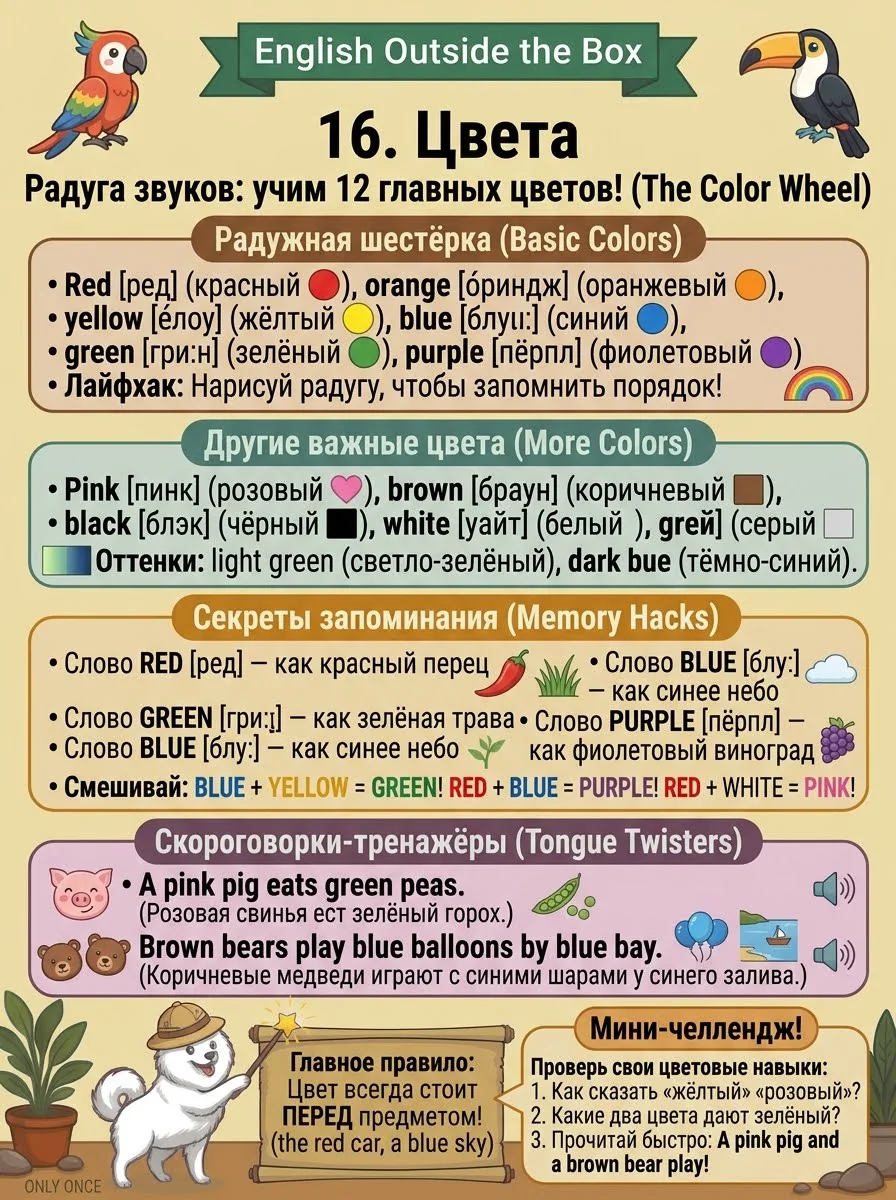 English Outside the Box
16. Цвета
Радуга звуков: учим 12 главных цветов! (The Color Wheel)
Радужная шестёрка (Basic Colors)
• Red [ред] (красный), orange [о́риндж] (оранжевый),
• yellow [е́лоу] (жёлтый), blue [блуıı:] (синий),
• green [гри:н] (зелёный), purple [пёрпл] (фиолетовый)
• Лайфхак: Нарисуй радугу, чтобы запомнить порядок!
Другие важные цвета (More Colors)
• Pink [пинк] (розовый), brown [браун] (коричневый),
• black [блэк] (чёрный), white [уайт] (белый ), grей] (серый
Оттенки: light green (светло-зелёный), dark bue (тёмно-синий).
Секреты запоминания (Memory Hacks)
• Слово RED [ред] – как красный перец
• Слово BLUE [блу:]
– как синее небо
• Слово GREEN [гри:] – как зелёная трава
• Слово PURPLE [пёрпл] –
как фиолетовый виноград
• Слово BLUE [блу:] – как синее небо
• Смешивай: BLUE + YELLOW = GREEN! RED + BLUE = PURPLE! RED + WHITE = PINK!
Скороговорки-тренажёры (Tongue Twisters)
• A pink pig eats green peas.
(Розовая свинья ест зелёный горох.)
Brown bears play blue balloons by blue bay.
(Коричневые медведи играют с синими шарами у синего залива.)
Главное правило:
Цвет всегда стоит
ПЕРЕД предметом!
(the red car, a blue sky)
Мини-челлендж!
Проверь свои цветовые навыки:
1. Как сказать «жёлтый» «розовый»?
2. Какие два цвета дают зелёный?
3. Прочитай быстро: A pink pig and
a brown bear play!
ONLY ONCE